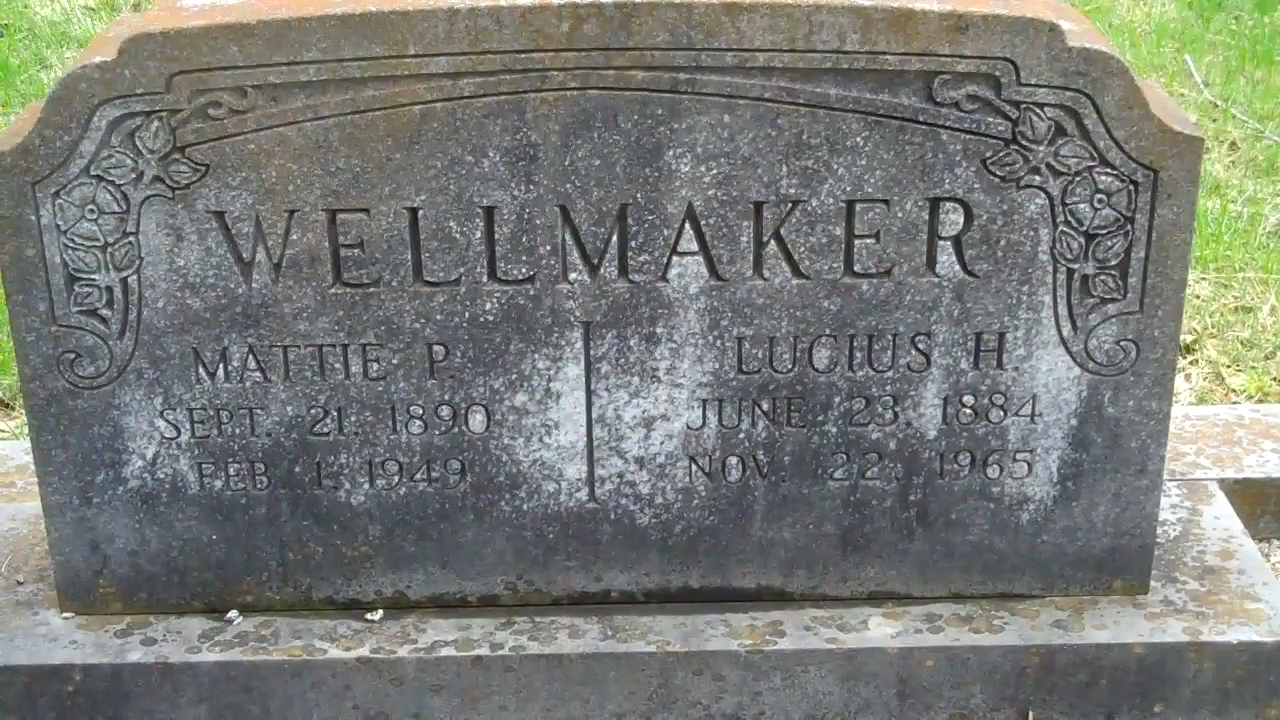 WELLMAKER
MATTIE P.
SEPT. 21, 1890
FEB. 1, 1949
LUCIUS H.
JUNE 23, 1884
NOV. 22, 1965